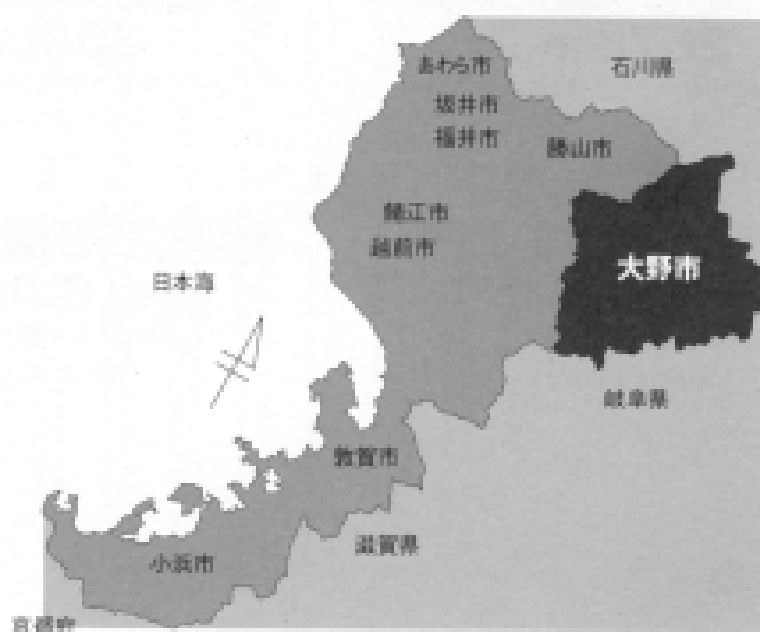 あわら市
石川県
坂井市
福井市
勝山市
鯖江市
越前市
大野市
日本海
岐阜県
敦賀市
滋賀県
小浜市
京都府